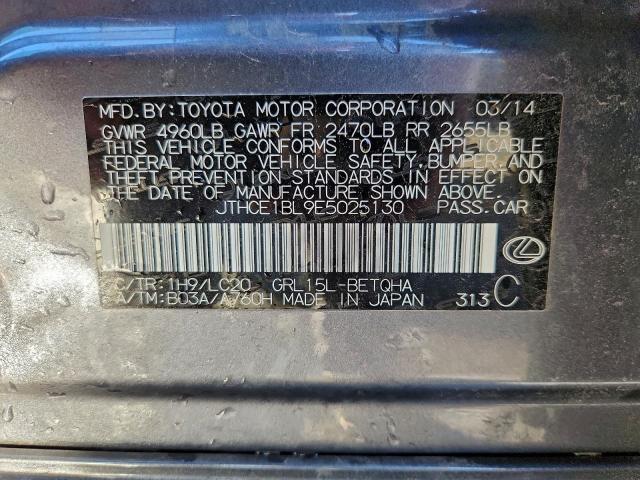 MFD.BY:TOYOTA MOTOR CORPORATION 03/14
GVWR 4960LB GAWR FR 2470LB RR 2655LB
THIS VEHICLE CONFORMS TO ALL APPLICABLE
FEDERAL MOTOR VEHICLE SAFETY,BUMPER,AND
THEFT PREVENTION STANDARDS IN EFFECT ON
THE DATE OF MANUFACTURE SHOWN ABOVE.
JTHCE1BL9E5025130 PASS.CAR
C/TR:1H9/LC20 GRL15L-BETQHA
A/TM:B03A/A760H MADE IN JAPAN 313 C